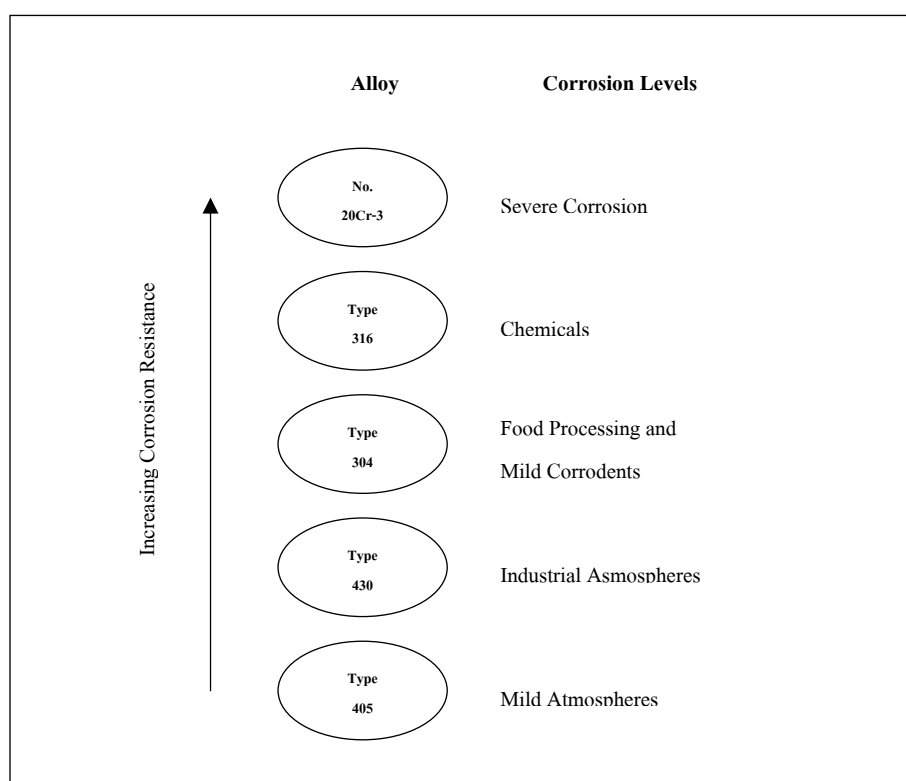 Alloy Corrosion Levels
No.
20Cr-3
Severe Corrosion
Type
316
Chemicals
Type
304
Food Processing and
Mild Corrodents
Type
430
Industrial Asmospheres
Type
405
Mild Atmospheres
Increasing Corrosion Resistance